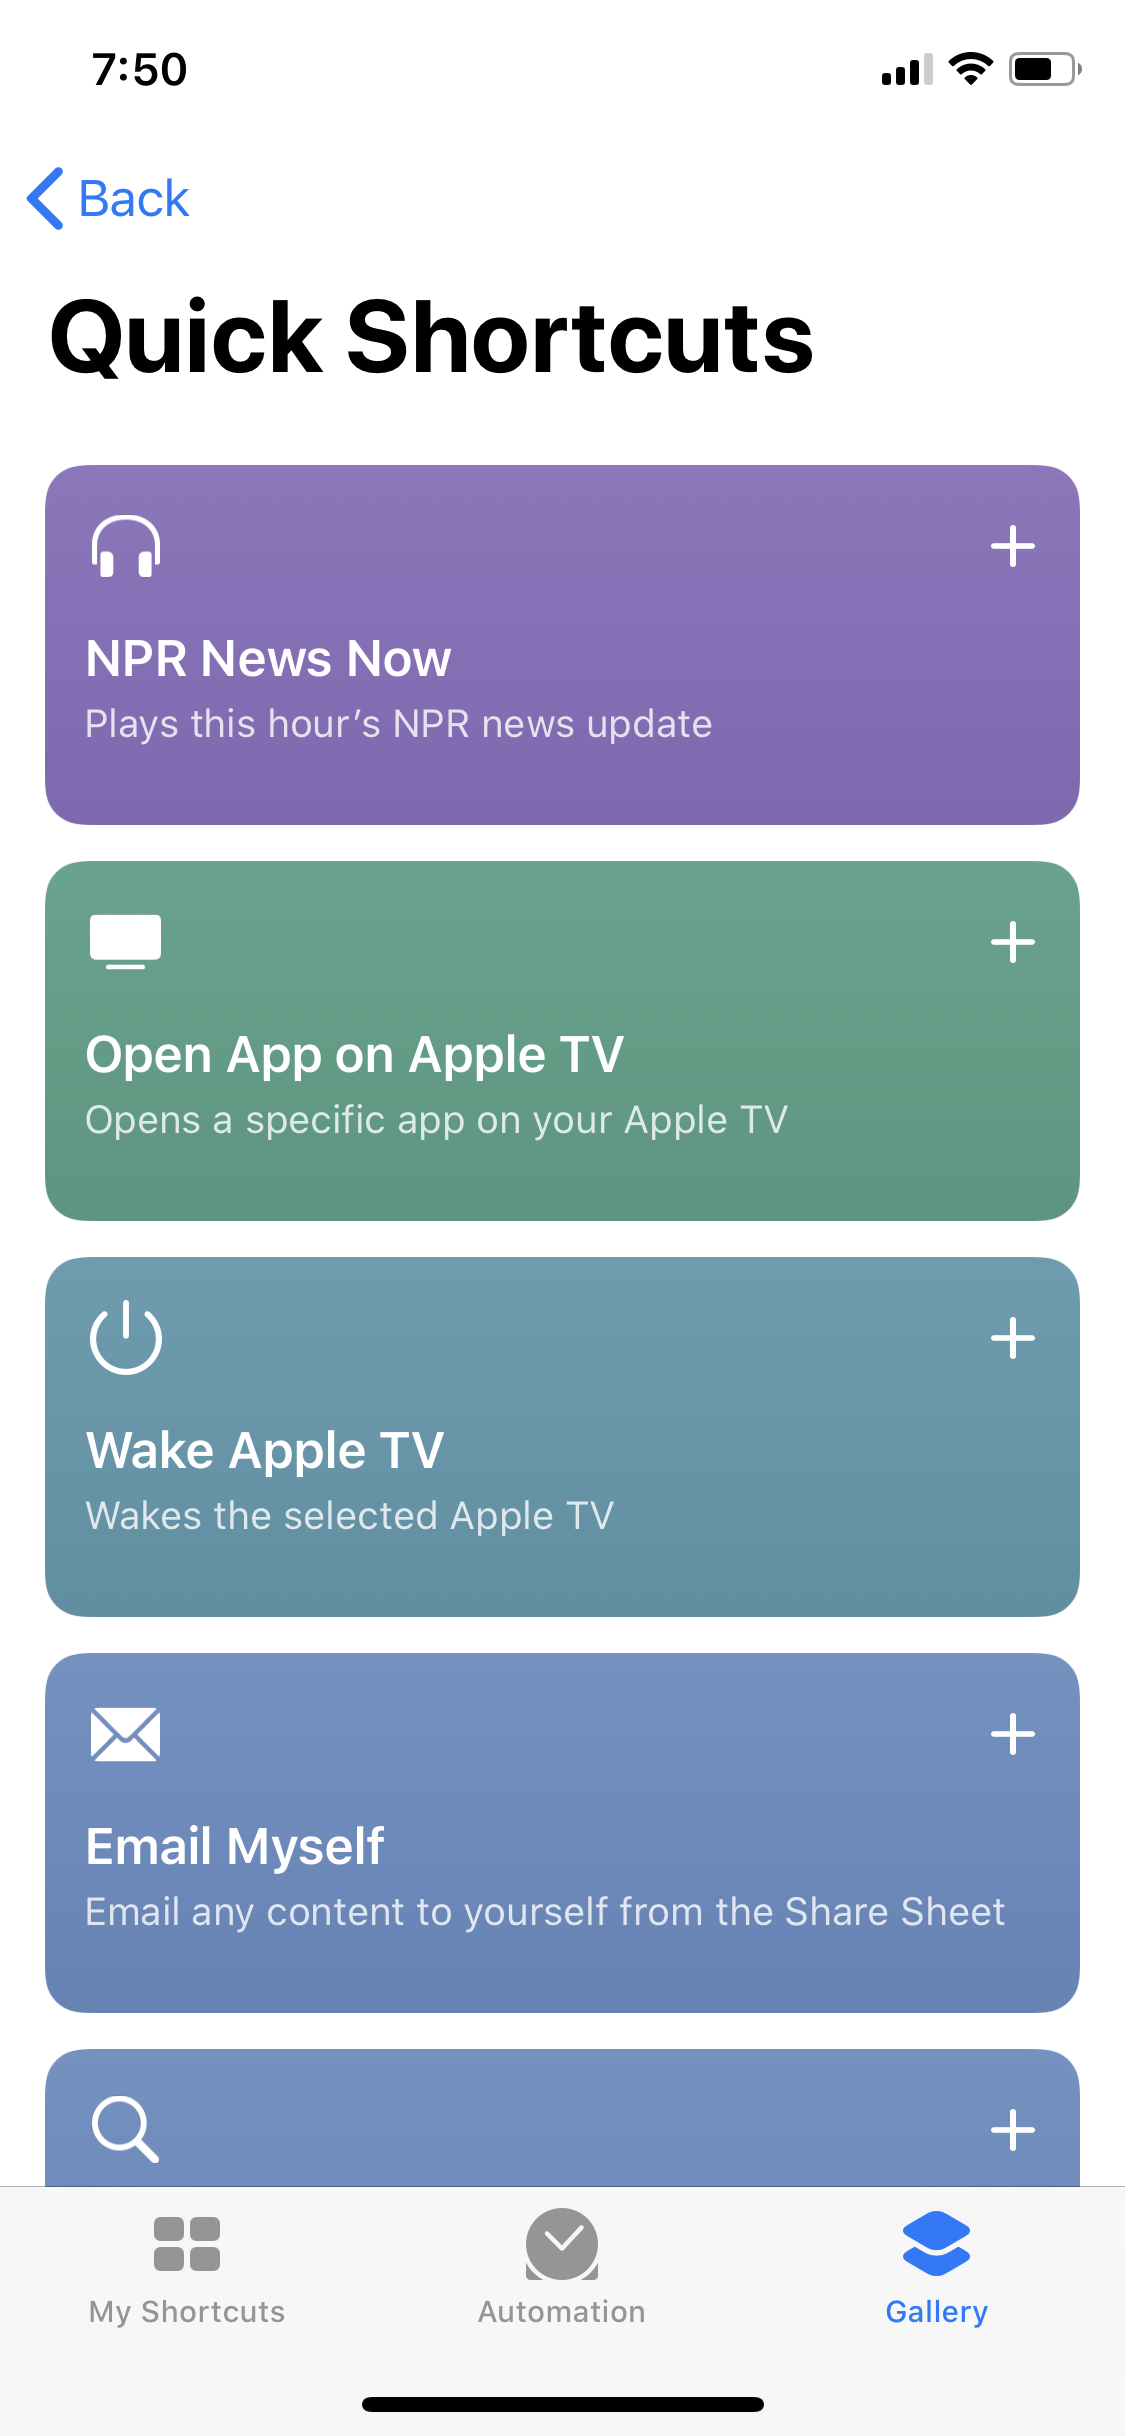 7:50
Back
Quick Shortcuts
NPR News Now
Plays this hour’s NPR news update
Open App on Apple TV
Opens a specific app on your Apple TV
Wake Apple TV
Wakes the selected Apple TV
Email Myself
Email any content to yourself from the Share Sheet
My Shortcuts
Automation
Gallery